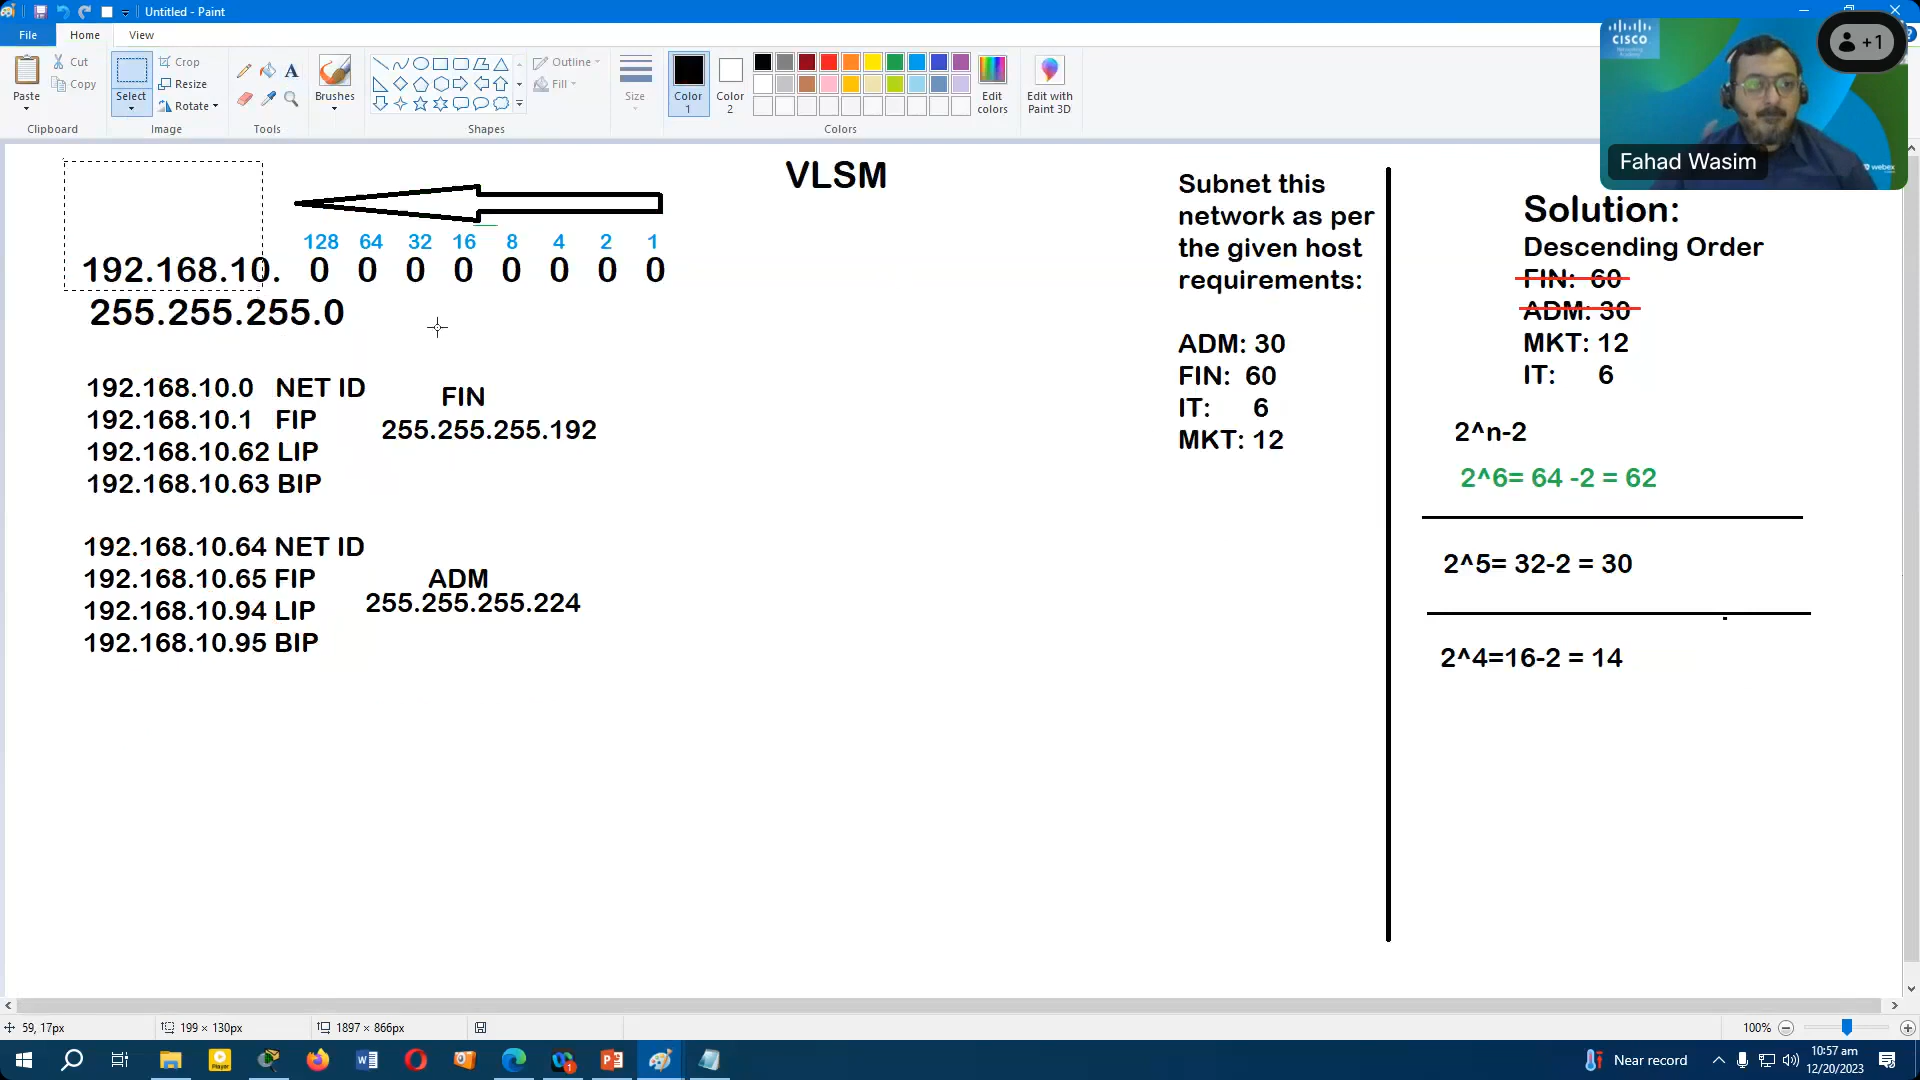 Untitled - Paint
File Home View
Paste
Cut
Copy
Clipboard
Select
Crop
Resize
Rotate
Image
Tools
Brushes
Shapes
Outline
Fill
Size
Color 1
Color 2
Colors
Edit colors
Edit with Paint 3D
CISCO
+1
Fahad Wasim
webex
VLSM
128 64 32 16 8 4 2 1
192.168.10. 0 0 0 0 0 0 0 0
255.255.255.0
192.168.10.0 NET ID
192.168.10.1 FIP
192.168.10.62 LIP
192.168.10.63 BIP
FIN
255.255.255.192
192.168.10.64 NET ID
192.168.10.65 FIP
192.168.10.94 LIP
192.168.10.95 BIP
ADM
255.255.255.224
Subnet this
network as per
the given host
requirements:
ADM: 30
FIN: 60
IT: 6
MKT: 12
Solution:
Descending Order
FIN: 60
ADM: 30
MKT: 12
IT: 6
2^n-2
2^6= 64 -2 = 62
2^5= 32-2 = 30
2^4=16-2 = 14
59, 17px
199 × 130px
1897 × 866px
100%
Near record
10:57 am
12/20/2023